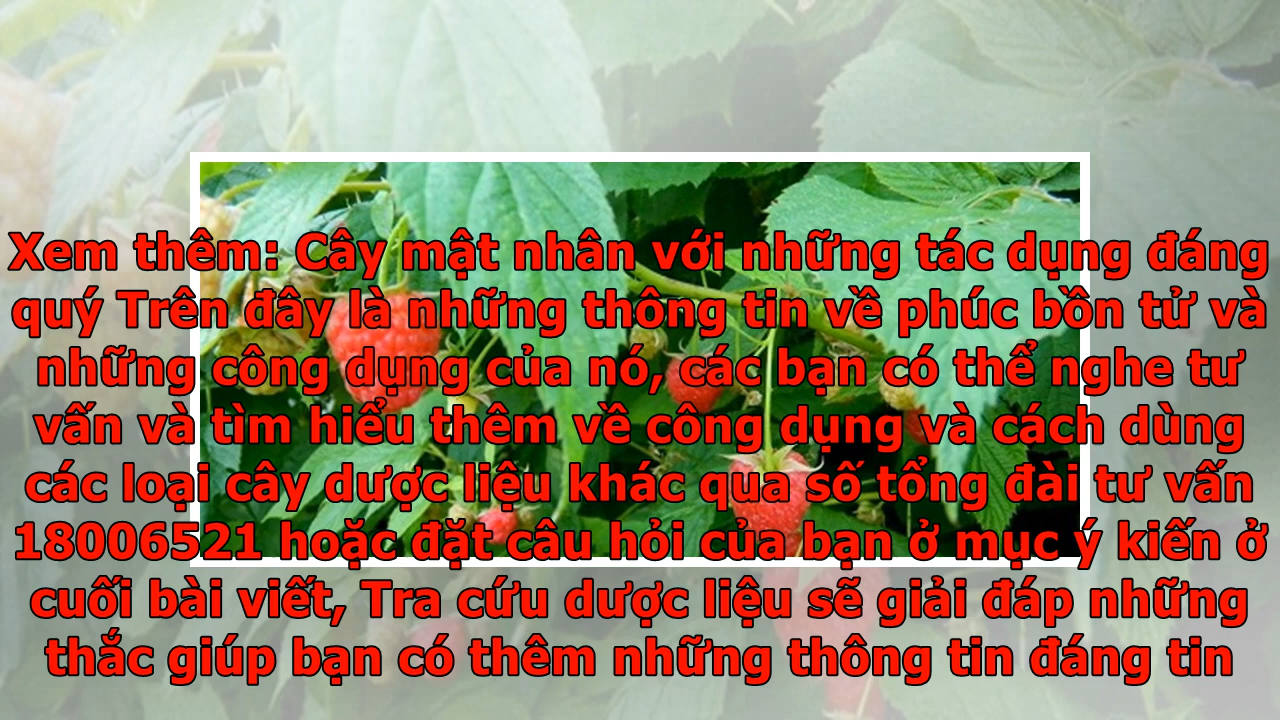 Xem thêm: Cây mật nhân với những tác dụng đáng
quý Trên đây là những thông tin về phúc bồn tử và
những công dụng của nó, các bạn có thể nghe tư
vấn và tìm hiểu thêm về công dụng và cách dùng
các loại cây dược liệu khác qua số tổng đài tư vấn
18006521 hoặc đặt câu hỏi của bạn ở mục ý kiến ở
cuối bài viết, Tra cứu dược liệu sẽ giải đáp những
thắc giúp bạn có thêm những thông tin đáng tin